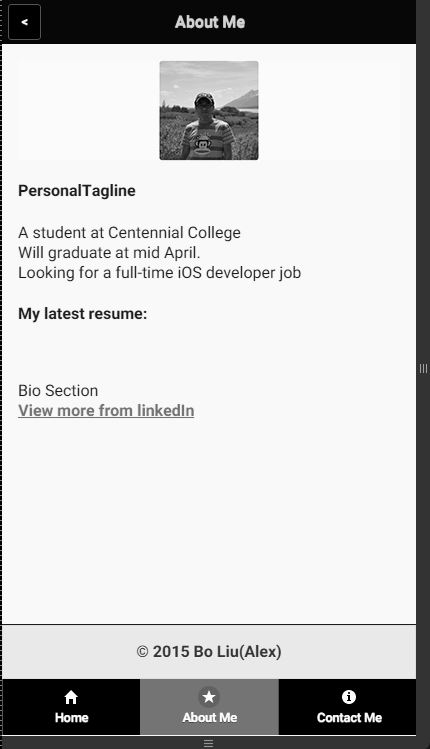 <
About Me
PersonalTagline
A student at Centennial College
Will graduate at mid April.
Looking for a full-time iOS developer job
My latest resume:
Bio Section
View more from linkedIn
© 2015 Bo Liu(Alex)
Home
About Me
Contact Me